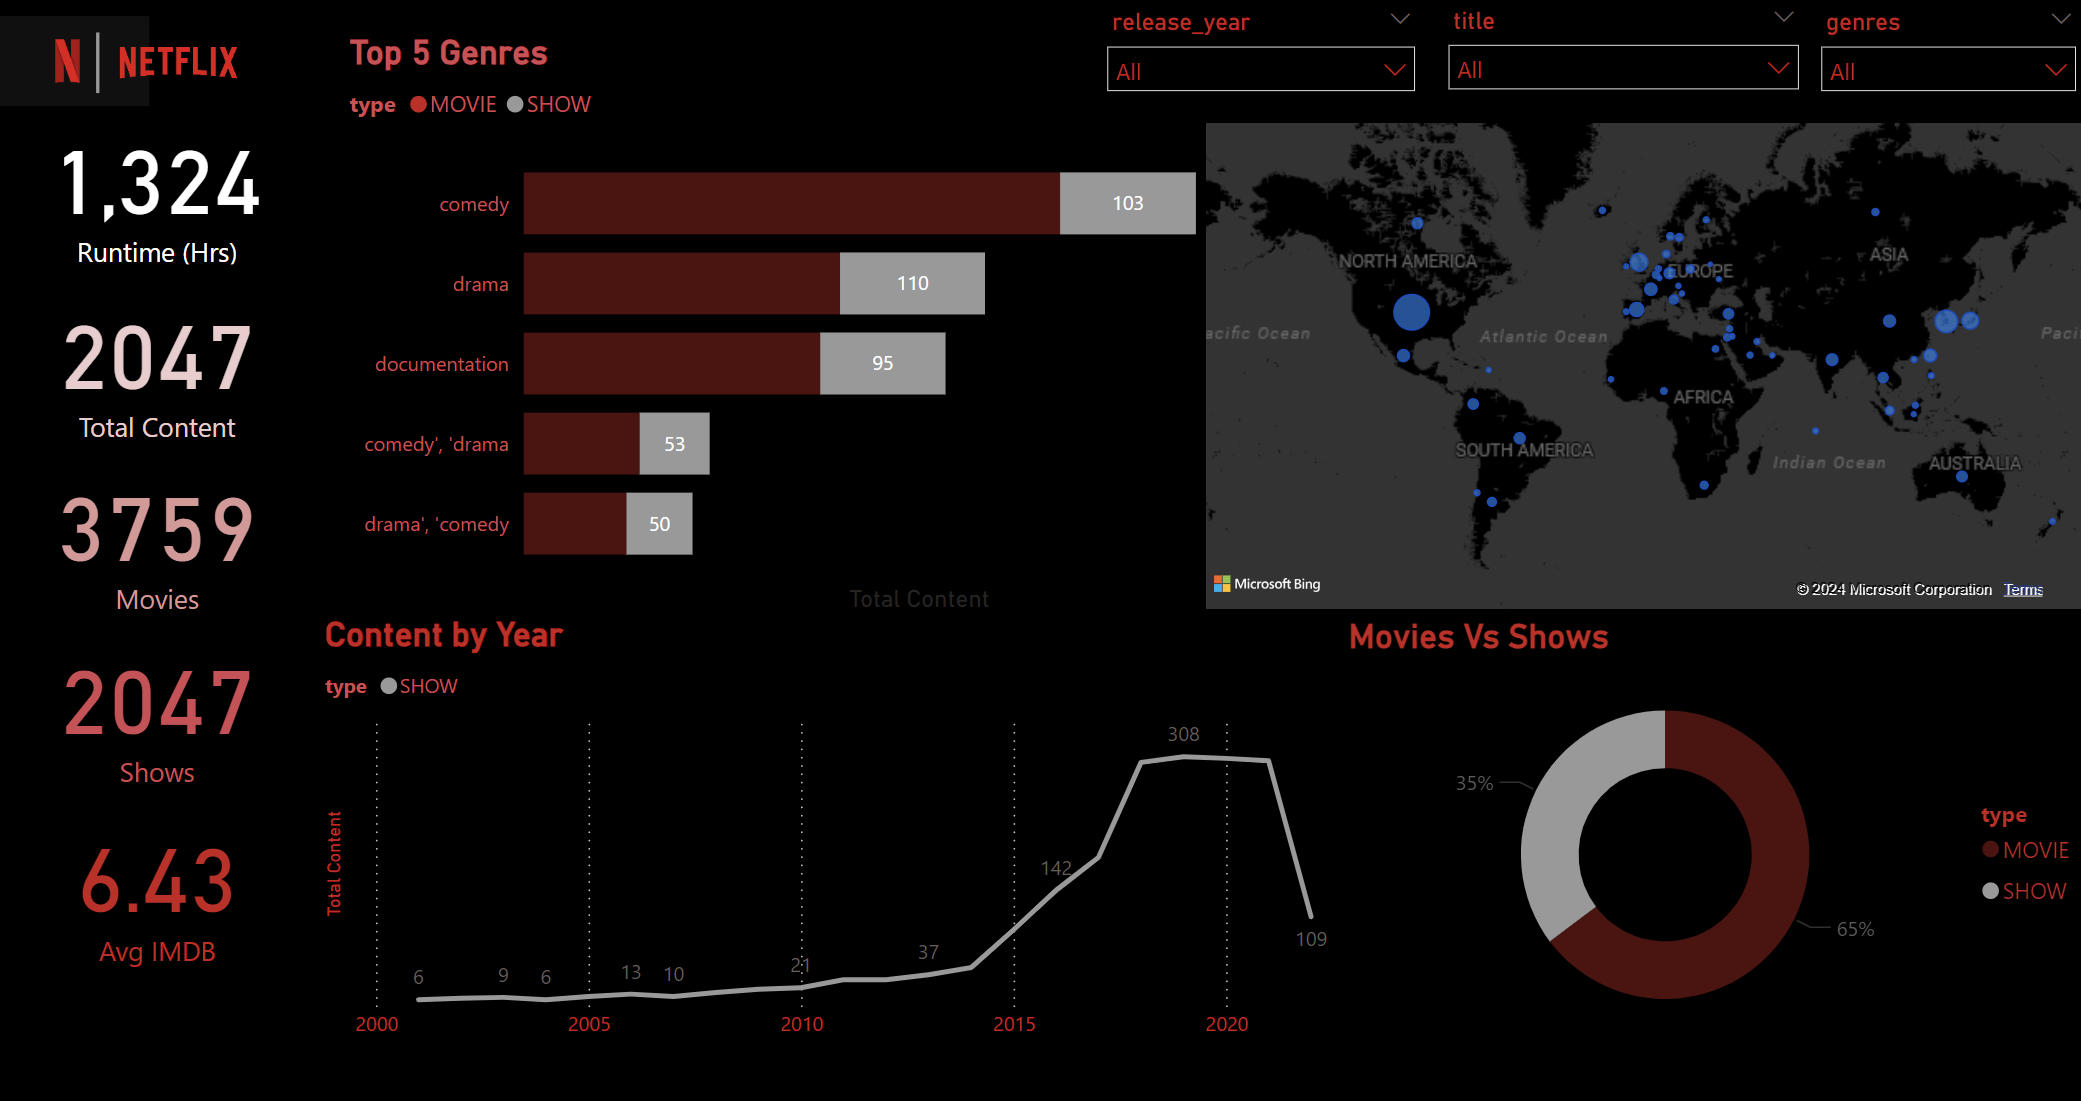 N | NETFLIX
1,324
Runtime (Hrs)
2047
Total Content
3759
Movies
2047
Shows
6.43
Avg IMDB
Top 5 Genres
type MOVIE SHOW
comedy 103
drama 110
documentation 95
comedy', 'drama 53
drama', 'comedy 50
Total Content
release_year
All
title
All
genres
All
NORTH AMERICA
EUROPE
ASIA
acific Ocean
Atlantic Ocean
Paci
AFRICA
SOUTH AMERICA
Indian Ocean
AUSTRALIA
Microsoft Bing
© 2024 Microsoft Corporation Terms
Content by Year
type SHOW
Total Content
6
9
6
13
10
21
37
142
308
109
2000
2005
2010
2015
2020
Movies Vs Shows
35%
65%
type
MOVIE
SHOW